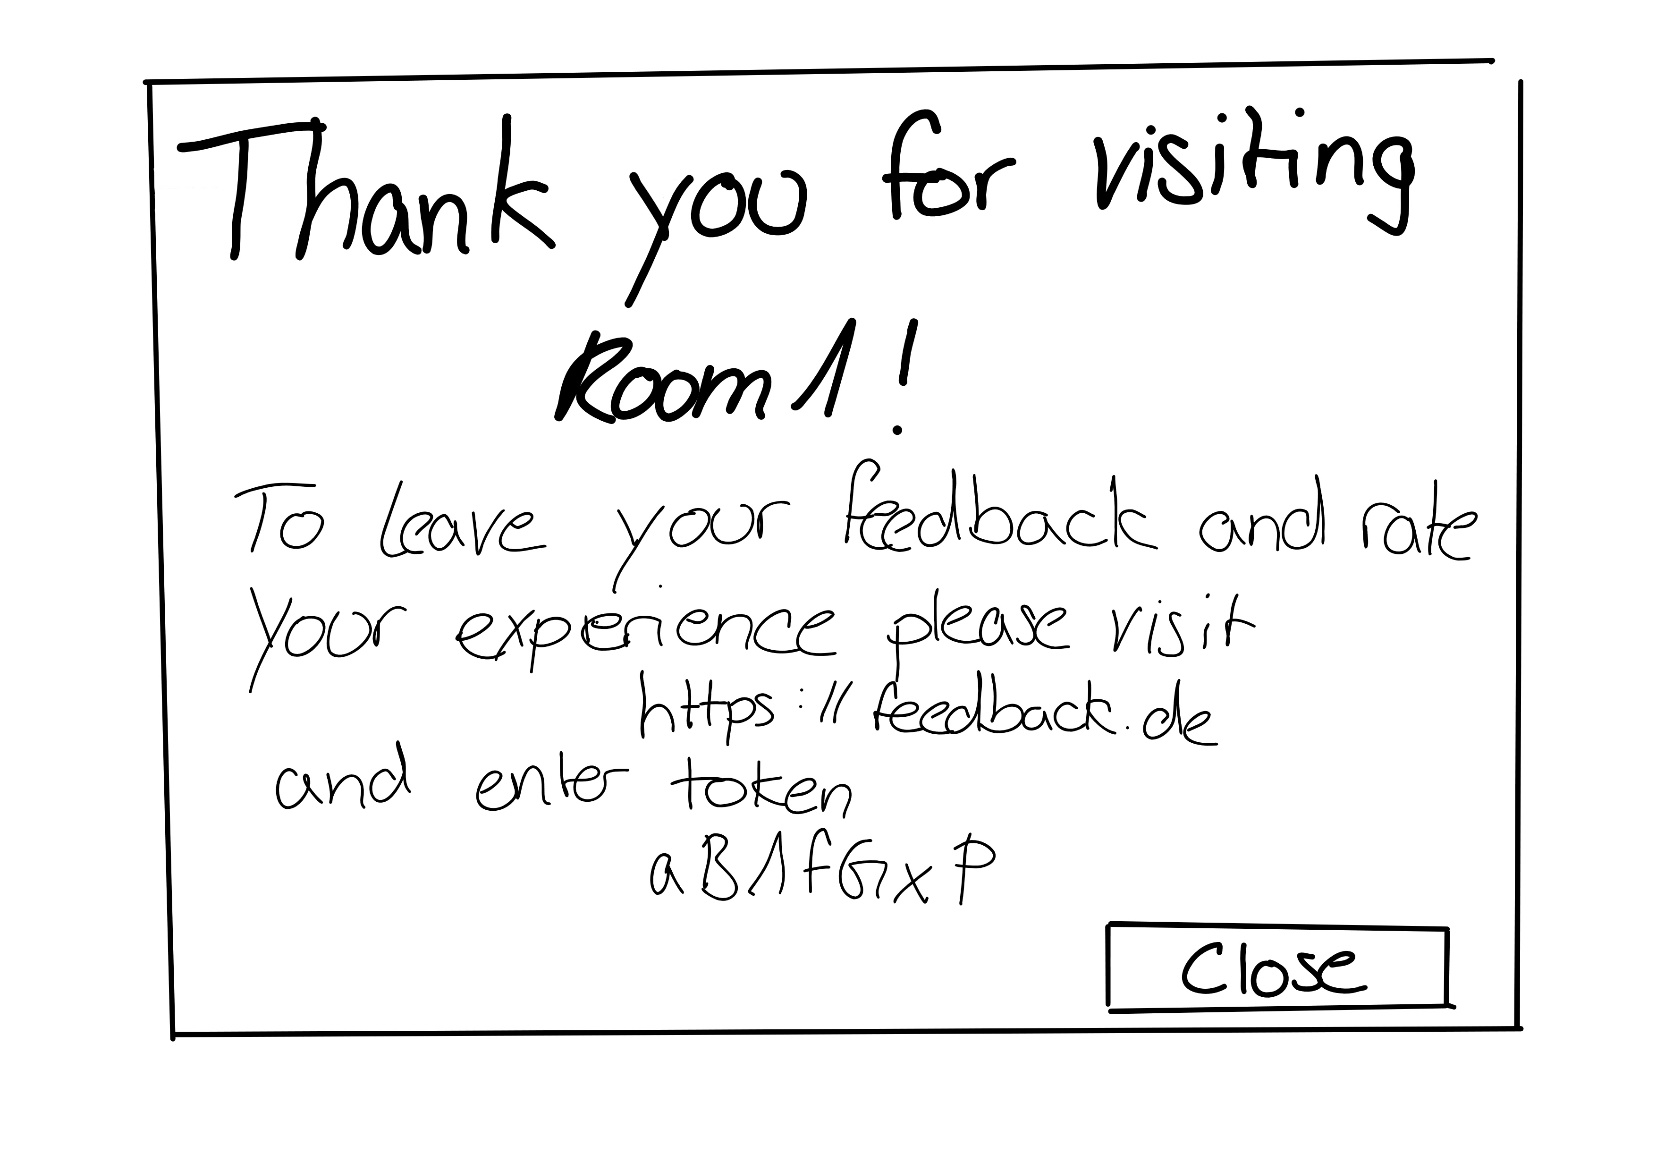 Thank you for visiting
Room 1!
To leave your feedback and rate
your experience please visit
https://feedback.de
and enter token
aB1fGxP
Close